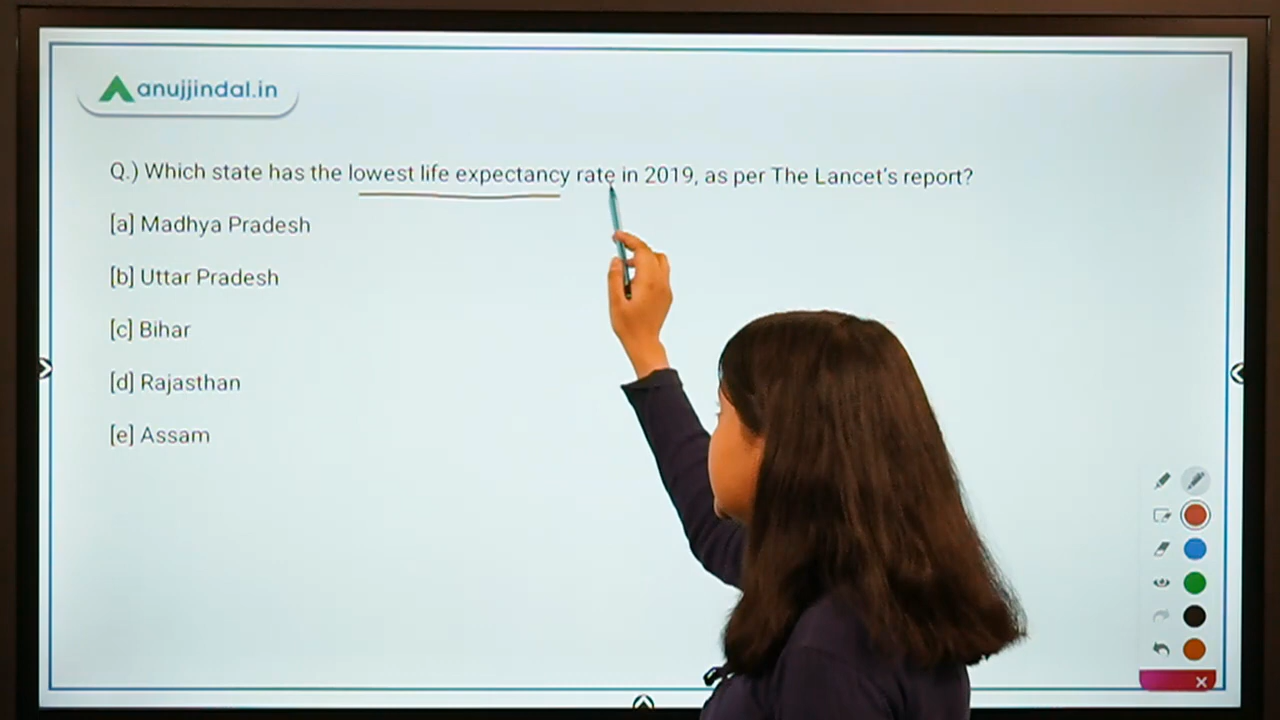 anujjindal.in
Q.) Which state has the lowest life expectancy rate in 2019, as per The Lancet's report?
[a] Madhya Pradesh
[b] Uttar Pradesh
[c] Bihar
[d] Rajasthan
[e] Assam